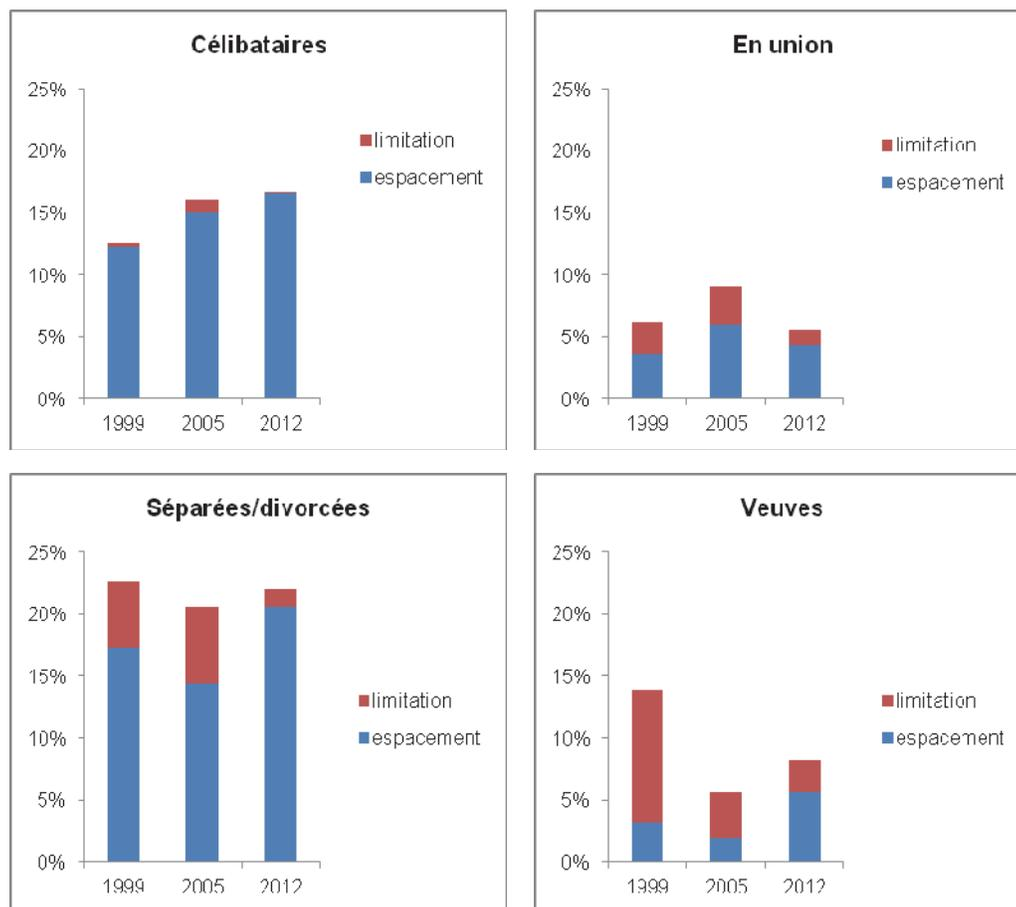 Célibataires
25%
20%
15%
10%
5%
0%
1999 2005 2012
limitation
espacement
En union
25%
20%
15%
10%
5%
0%
1999 2005 2012
limitation
espacement
Séparées/divorcées
25%
20%
15%
10%
5%
0%
1999 2005 2012
limitation
espacement
Veuves
25%
20%
15%
10%
5%
0%
1999 2005 2012
limitation
espacement